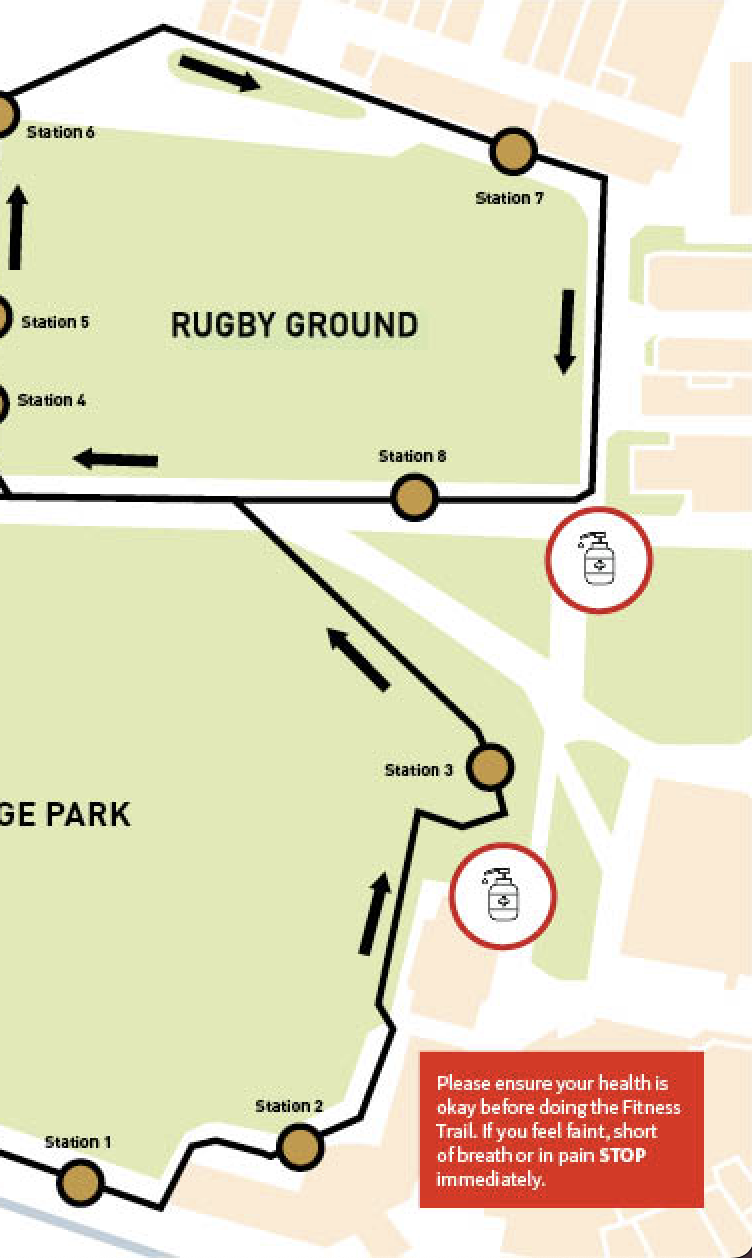 Station 6
Station 7
Station 5
RUGBY GROUND
Station 4
Station 8
Station 3
GE PARK
Station 2
Station 1
Please ensure your health is
okay before doing the Fitness
Trail. If you feel faint, short
of breath or in pain STOP
immediately.